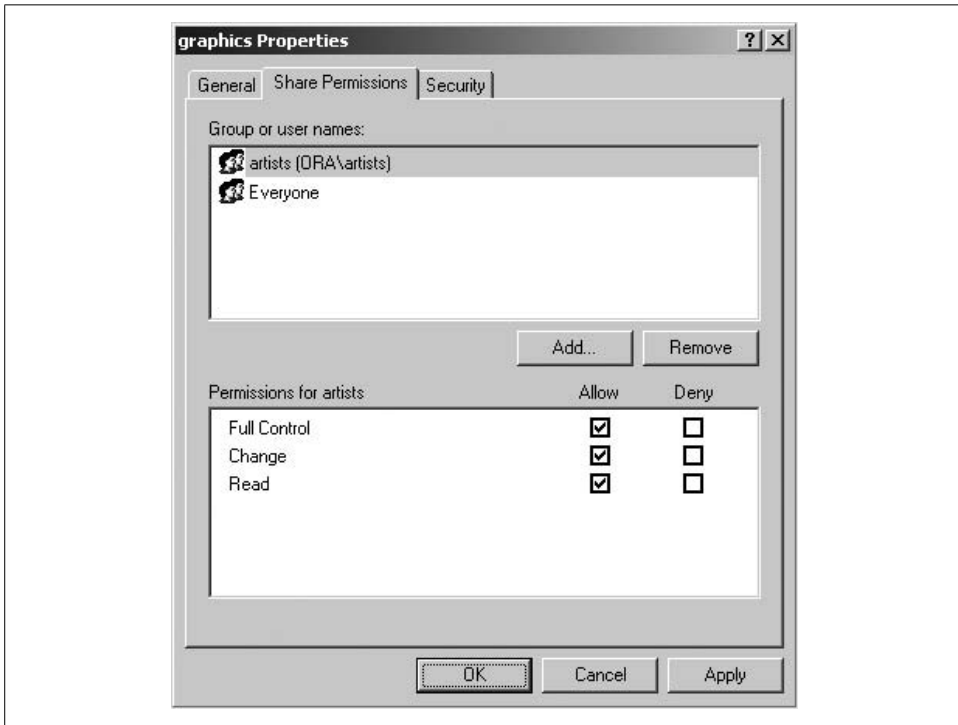 graphics Properties
? X
General Share Permissions Security
Group or user names:
artists (ORA\artists)
Everyone
Add... Remove
Permissions for artists Allow Deny
Full Control
Change
Read
OK Cancel Apply